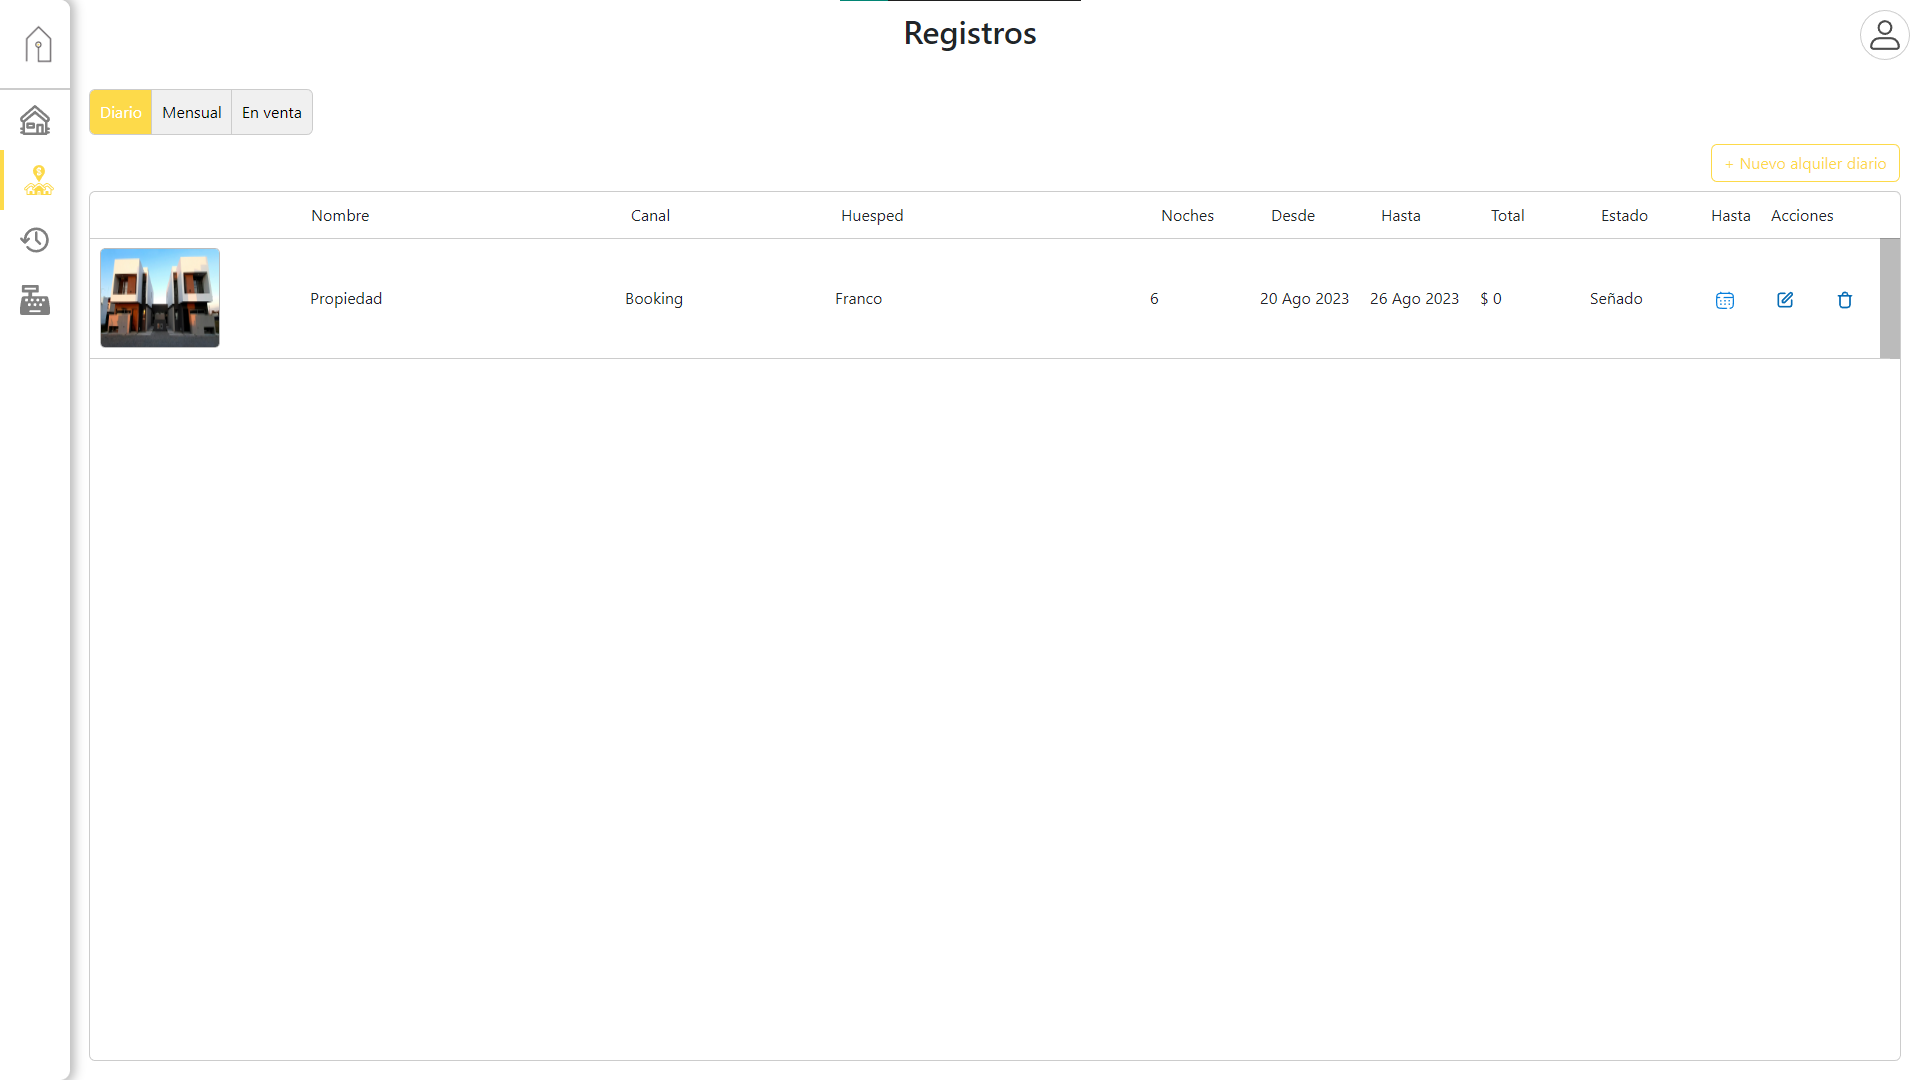 Registros
Diario Mensual En venta
+ Nuevo alquiler diario
Nombre Canal Huesped Noches Desde Hasta Total Estado Hasta Acciones
Propiedad Booking Franco 6 20 Ago 2023 26 Ago 2023 $ 0 Señado